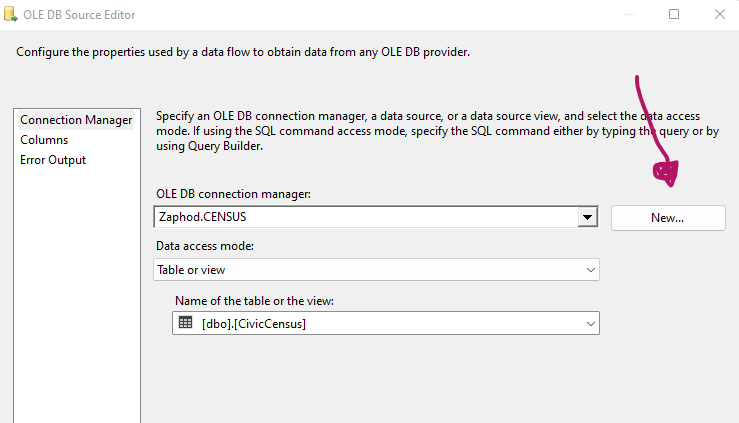 OLE DB Source Editor
Configure the properties used by a data flow to obtain data from any OLE DB provider.
Connection Manager
Columns
Error Output
Specify an OLE DB connection manager, a data source, or a data source view, and select the data access
mode. If using the SQL command access mode, specify the SQL command either by typing the query or by
using Query Builder.
OLE DB connection manager:
Zaphod.CENSUS
New...
Data access mode:
Table or view
Name of the table or the view:
[dbo].[CivicCensus]